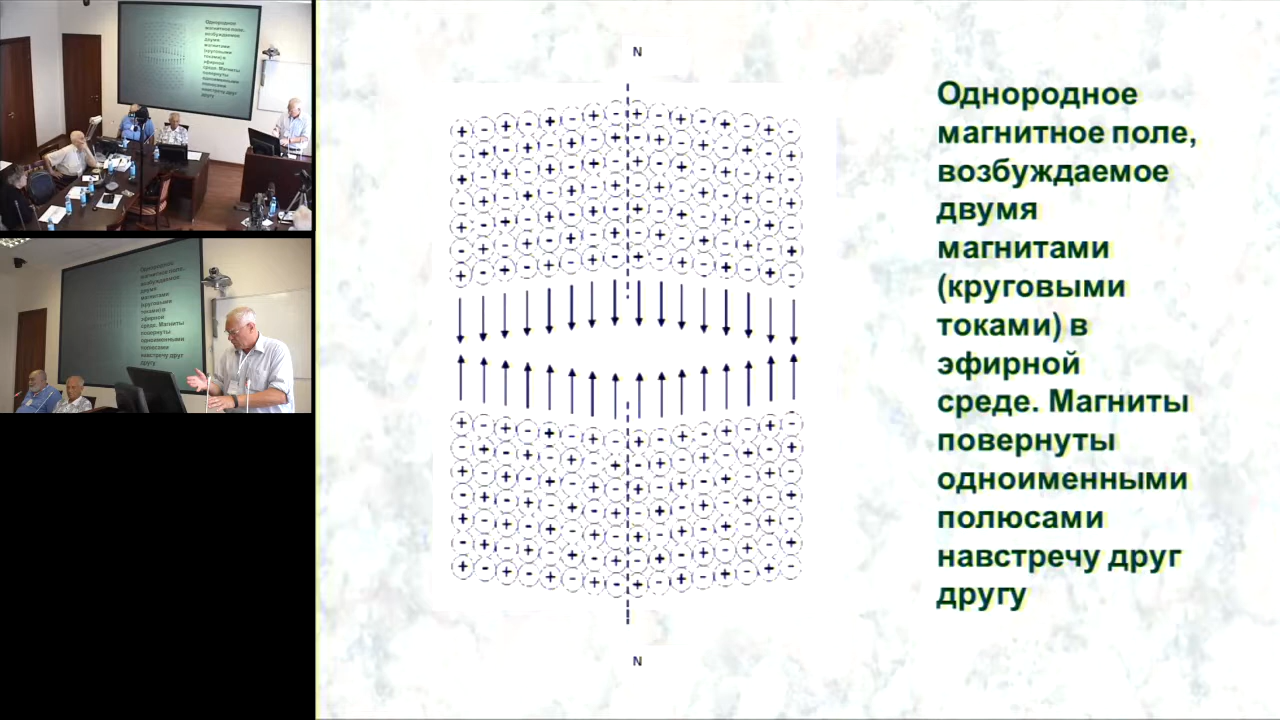 N
Однородное
магнитное поле,
возбуждаемое
двумя
магнитами
(круговыми
токами) в
эфирной
среде. Магниты
повернуты
одноименными
полюсами
навстречу друг
другу
N